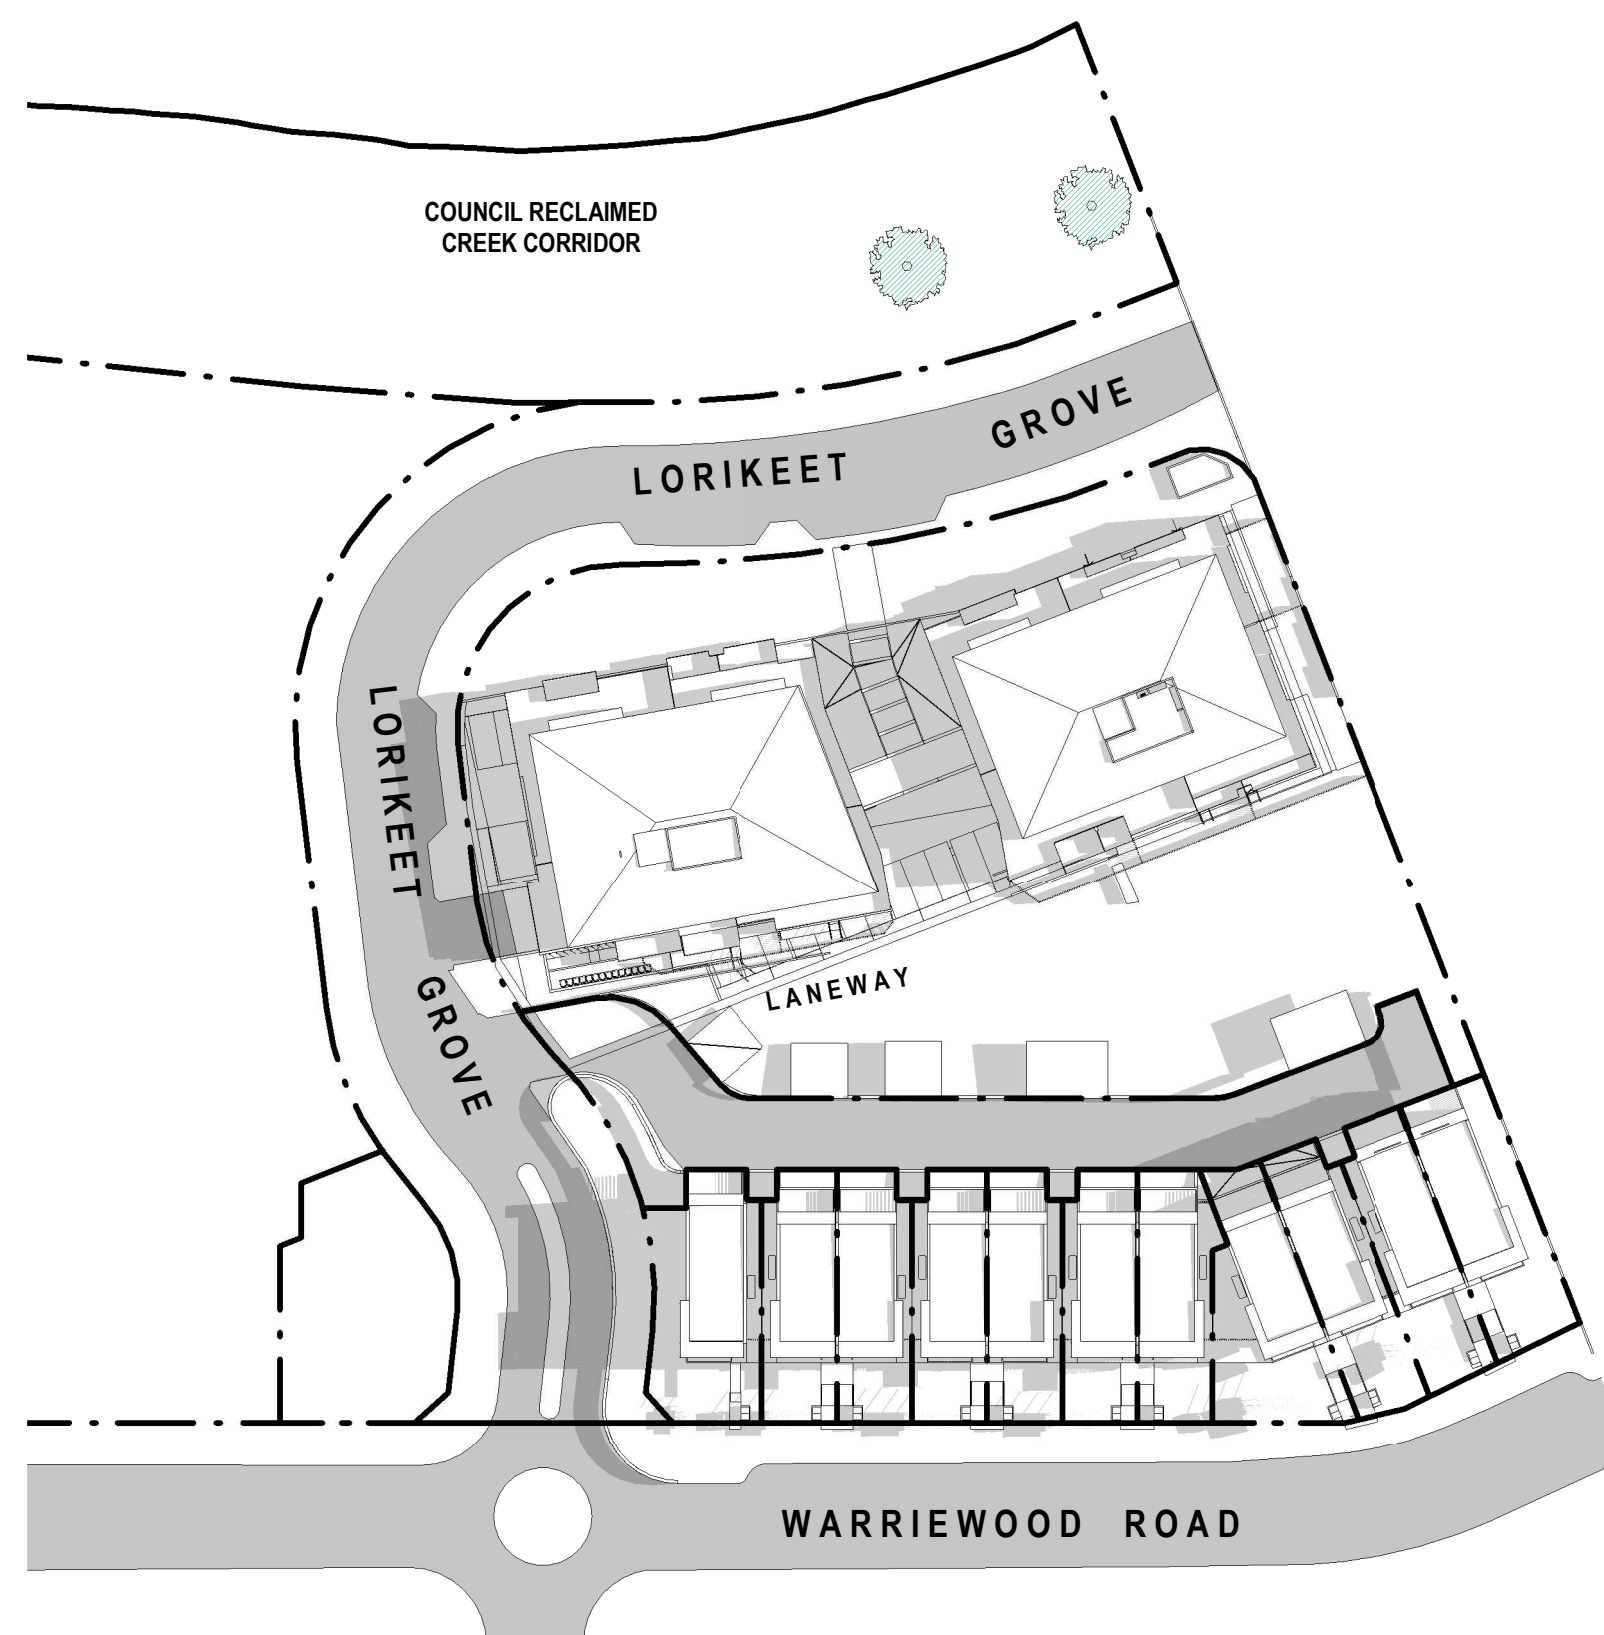 COUNCIL RECLAIMED
CREEK CORRIDOR
LORIKEET GROVE
LORIKEET GROVE
LANEWAY
WARRIEWOOD ROAD